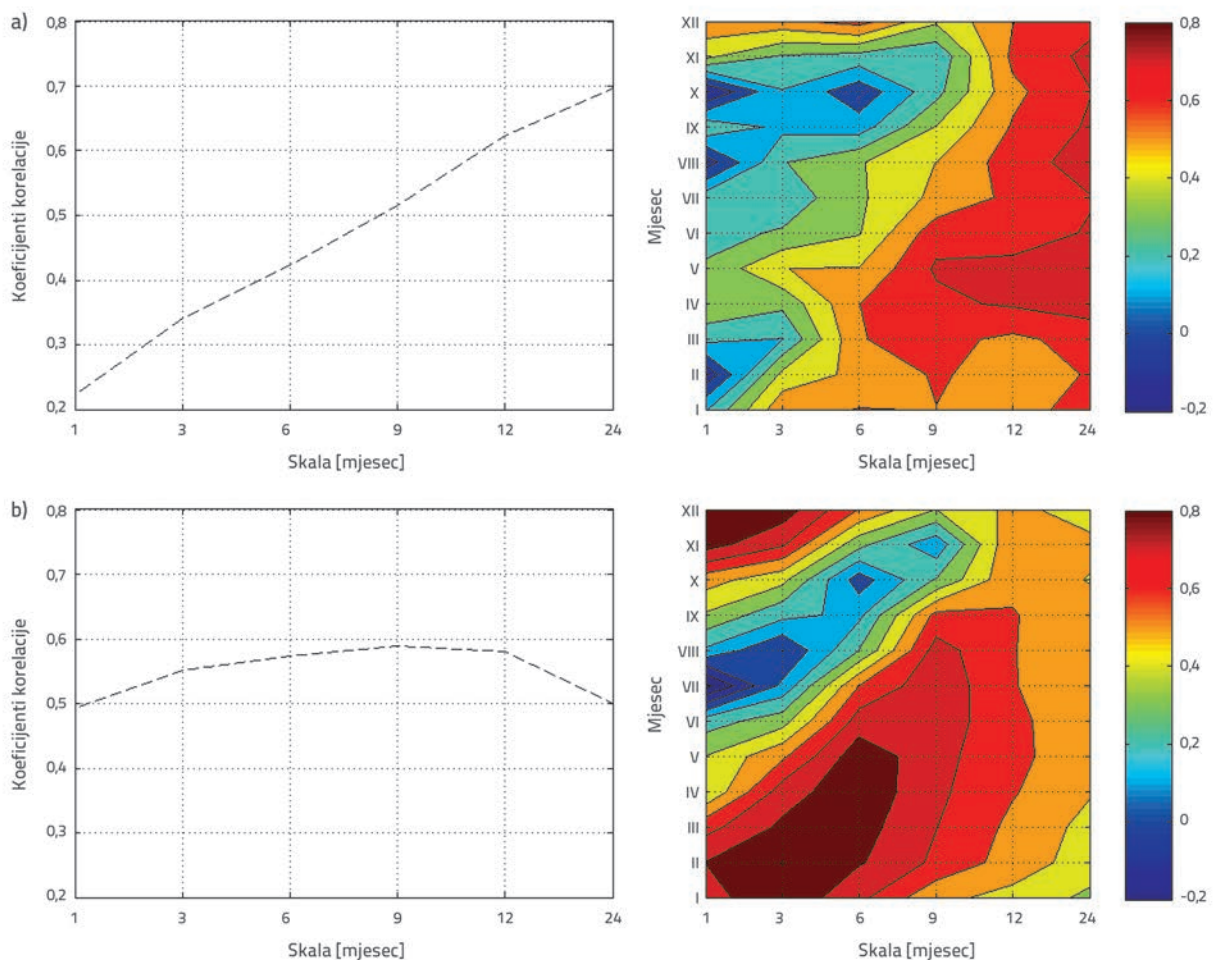 a)
0,8
0,7
0,6
0,5
0,4
0,3
0,2
Koeficijenti korelacije
1 3 6 9 12 24
Skala [mjesec]
XII
XI
X
IX
VIII
VII
VI
V
IV
III
II
I
Mjesec
1 3 6 9 12 24
Skala [mjesec]
0,8
0,6
0,4
0,2
0
-0,2
b)
0,8
0,7
0,6
0,5
0,4
0,3
0,2
Koeficijenti korelacije
1 3 6 9 12 24
Skala [mjesec]
XII
XI
X
IX
VIII
VII
VI
V
IV
III
II
I
Mjesec
1 3 6 9 12 24
Skala [mjesec]
0,8
0,6
0,4
0,2
0
-0,2